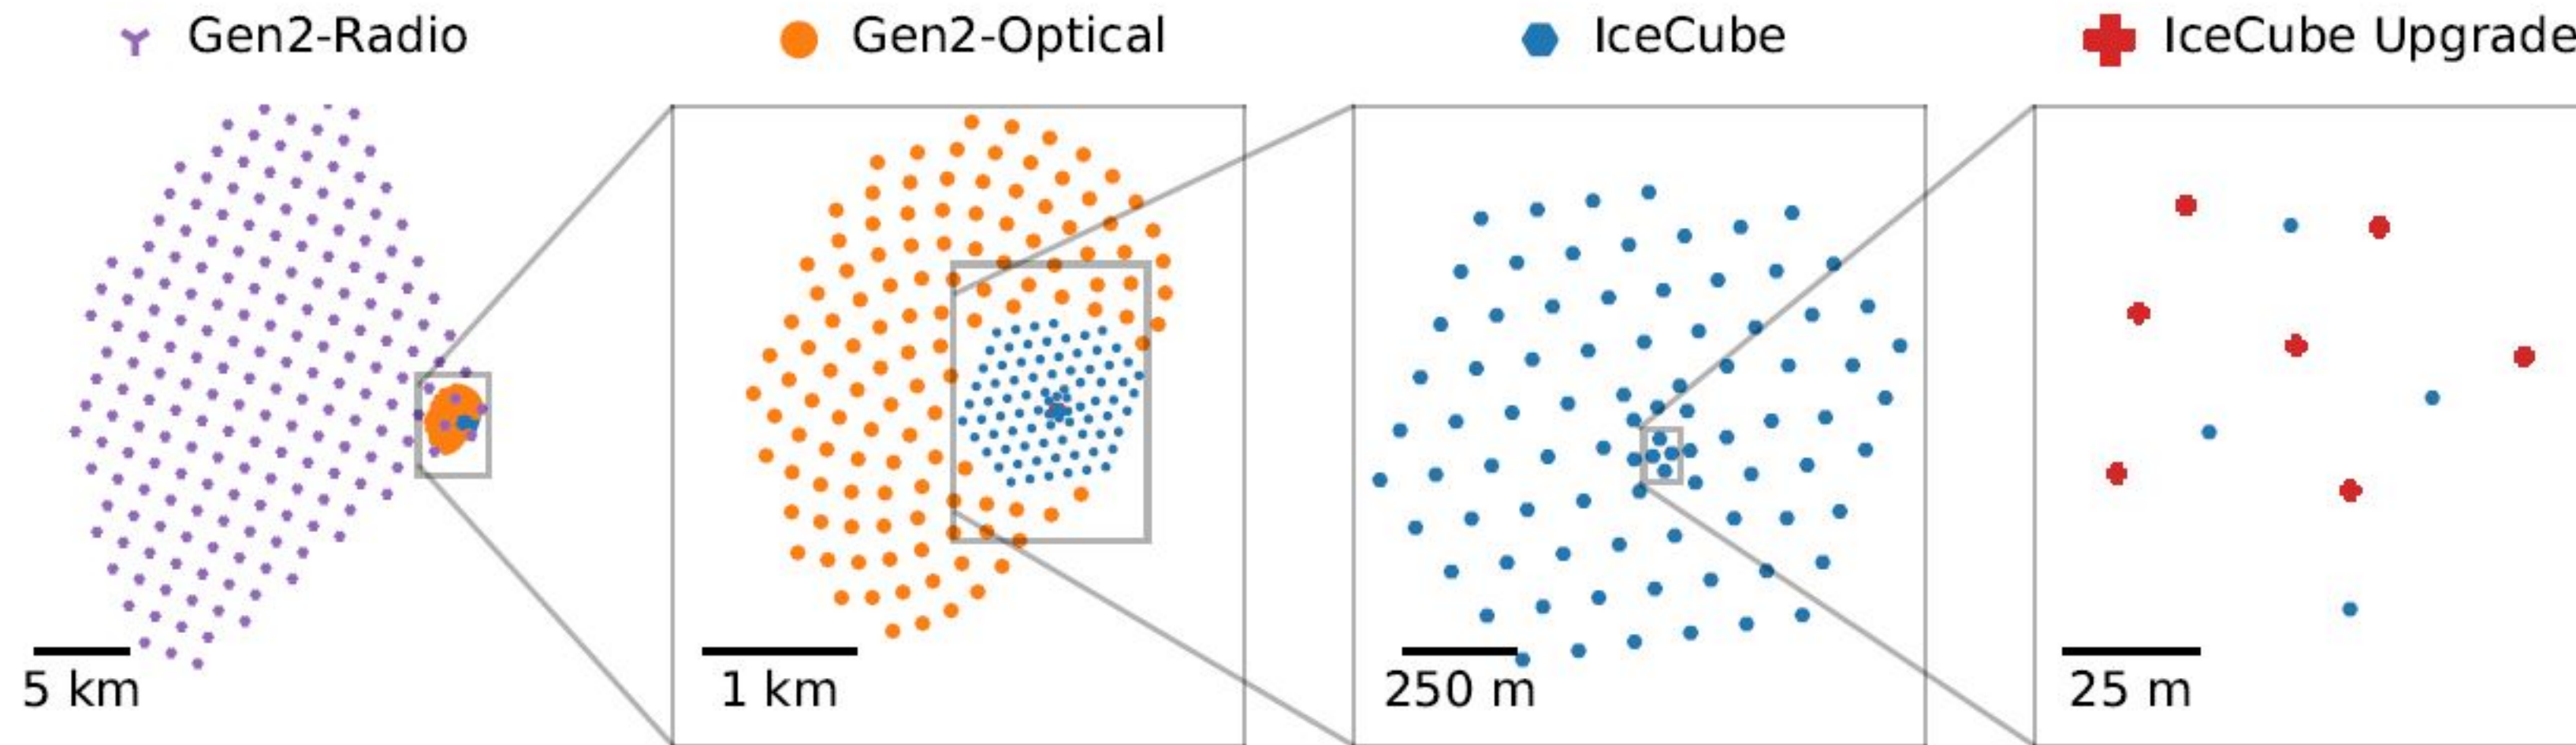 Gen2-Radio
Gen2-Optical
IceCube
IceCube Upgrade
5 km
1 km
250 m
25 m